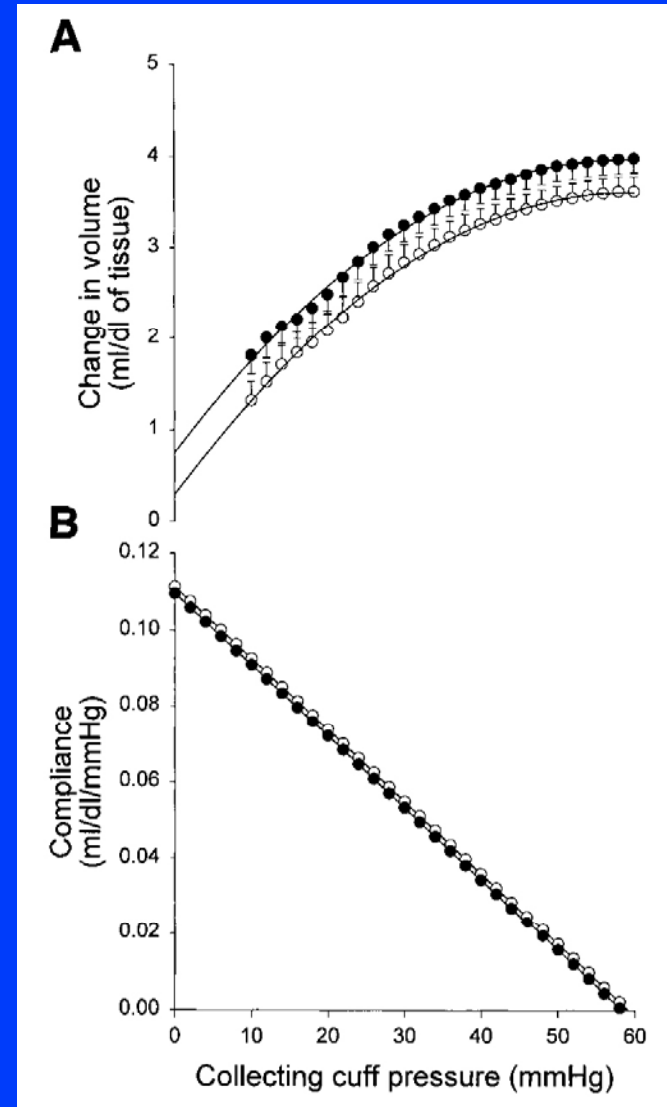 A
5
4
3
2
1
0
Change in volume
(ml/dl of tissue)
B
0.12
0.10
0.08
0.06
0.04
0.02
0.00
Compliance
(ml/dl/mmHg)
0 10 20 30 40 50 60
Collecting cuff pressure (mmHg)